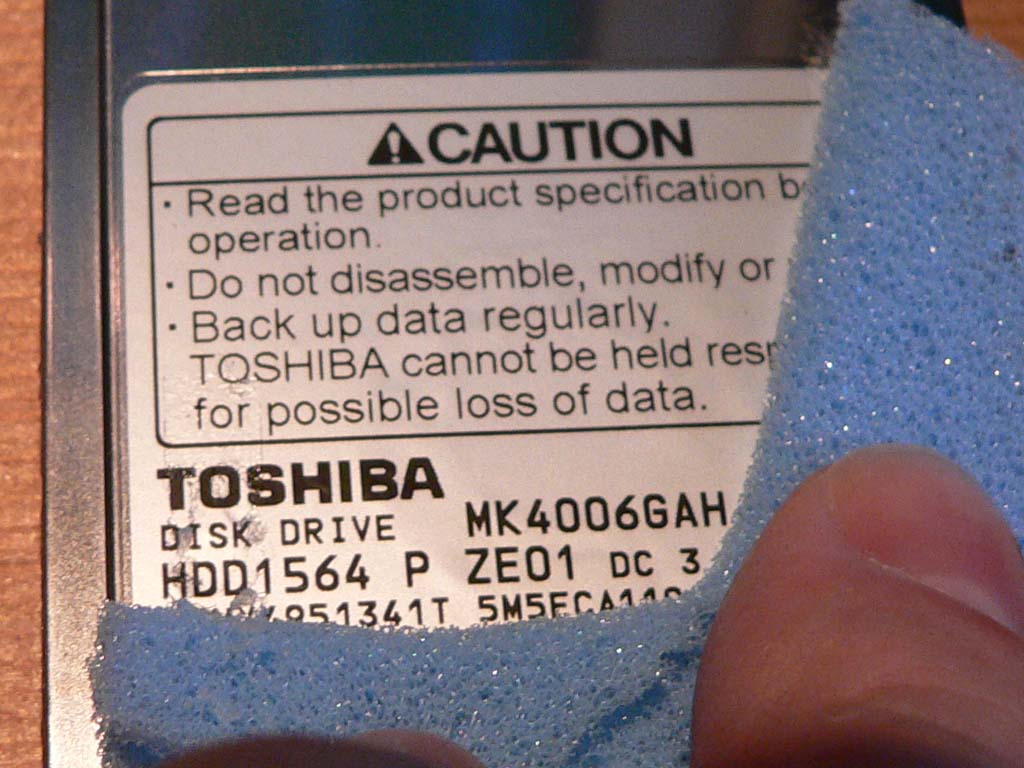 CAUTION
· Read the product specification
operation.
· Do not disassemble, modify or
· Back up data regularly.
TOSHIBA cannot be held
for possible loss of data.
TOSHIBA
DISK DRIVE MK4006GAH
HDD1564 P ZE01 DC 3